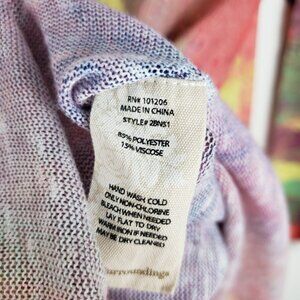 RN# 101206
MADE IN CHINA
STYLE# 2BN51
85% POLYESTER
15% VISCOSE
HAND WASH COLD
ONLY NON-CHLORINE
BLEACH WHEN NEEDED
LAY FLAT TO DRY
WARM IRON IF NEEDED
MAY BE DRY CLEANED
urroundings